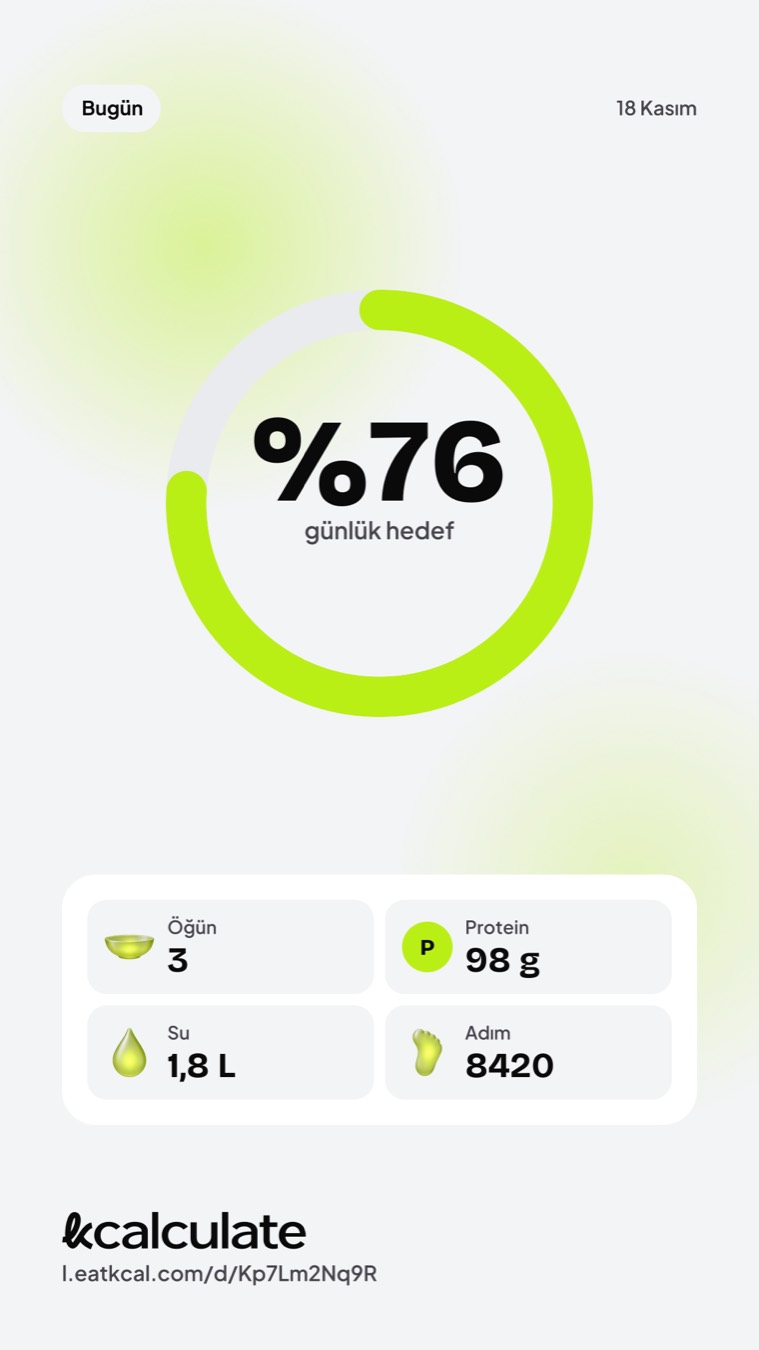 Bugün
18 Kasım
%76
günlük hedef
Öğün
3
P
Protein
98 g
Su
1,8 L
Adım
8420
kcalculate
l.eatkcal.com/d/Kp7Lm2Nq9R